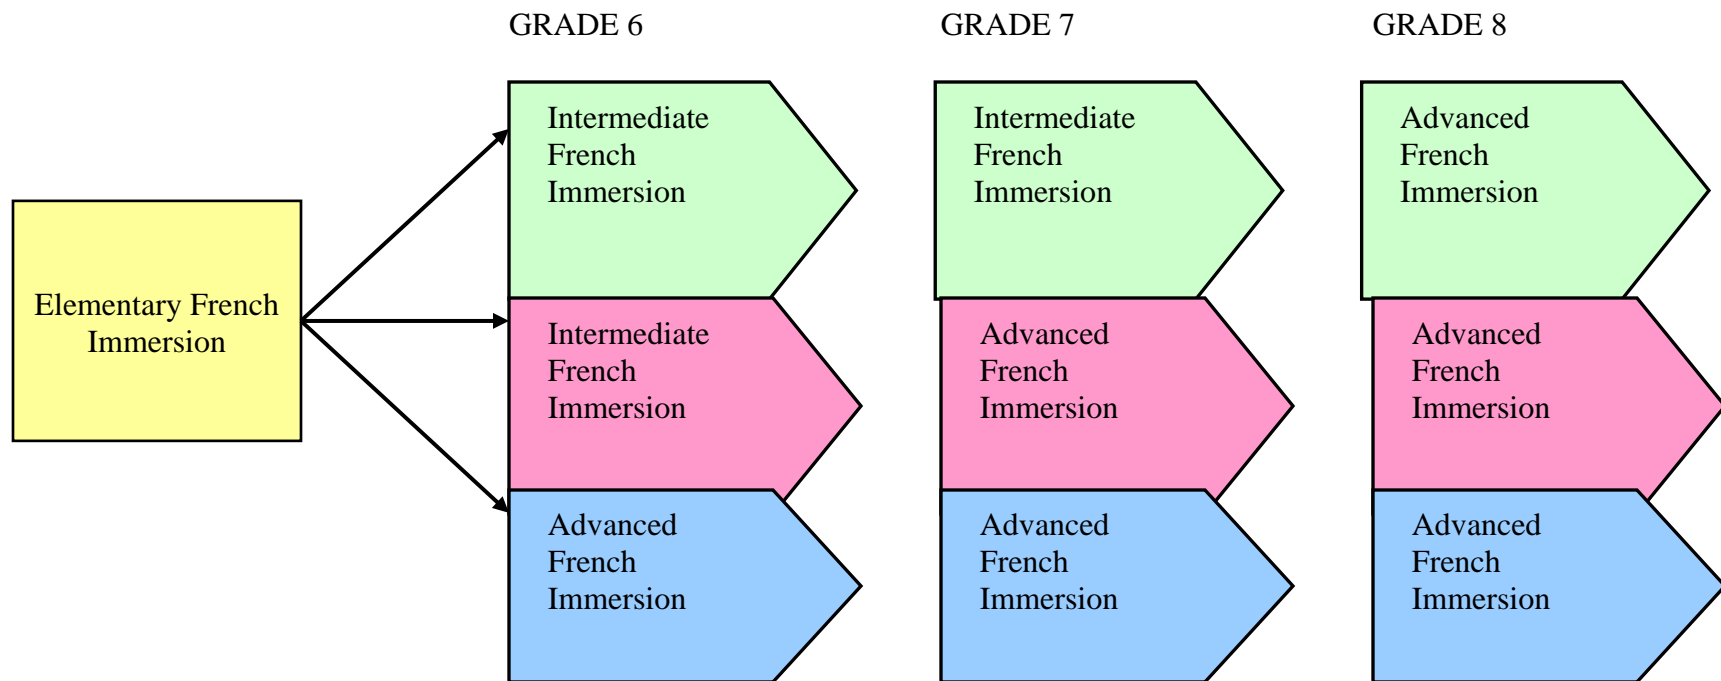 GRADE 6
GRADE 7
GRADE 8
Elementary French
Immersion
Intermediate
French
Immersion
Intermediate
French
Immersion
Advanced
French
Immersion
Intermediate
French
Immersion
Advanced
French
Immersion
Advanced
French
Immersion
Advanced
French
Immersion
Advanced
French
Immersion
Advanced
French
Immersion